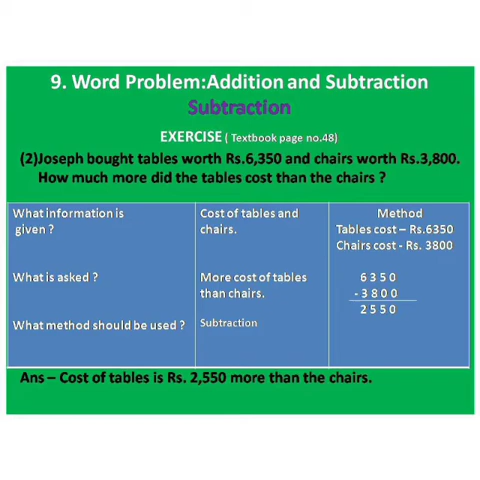 9. Word Problem:Addition and Subtraction
Subtraction
EXERCISE ( Textbook page no.48)
(2)Joseph bought tables worth Rs.6,350 and chairs worth Rs.3,800.
How much more did the tables cost than the chairs ?
What information is
given ?
What is asked ?
What method should be used ?
Cost of tables and
chairs.
More cost of tables
than chairs.
Subtraction
Method
Tables cost – Rs.6350
Chairs cost - Rs. 3800
6 3 5 0
- 3 8 0 0
2 5 5 0
Ans – Cost of tables is Rs. 2,550 more than the chairs.